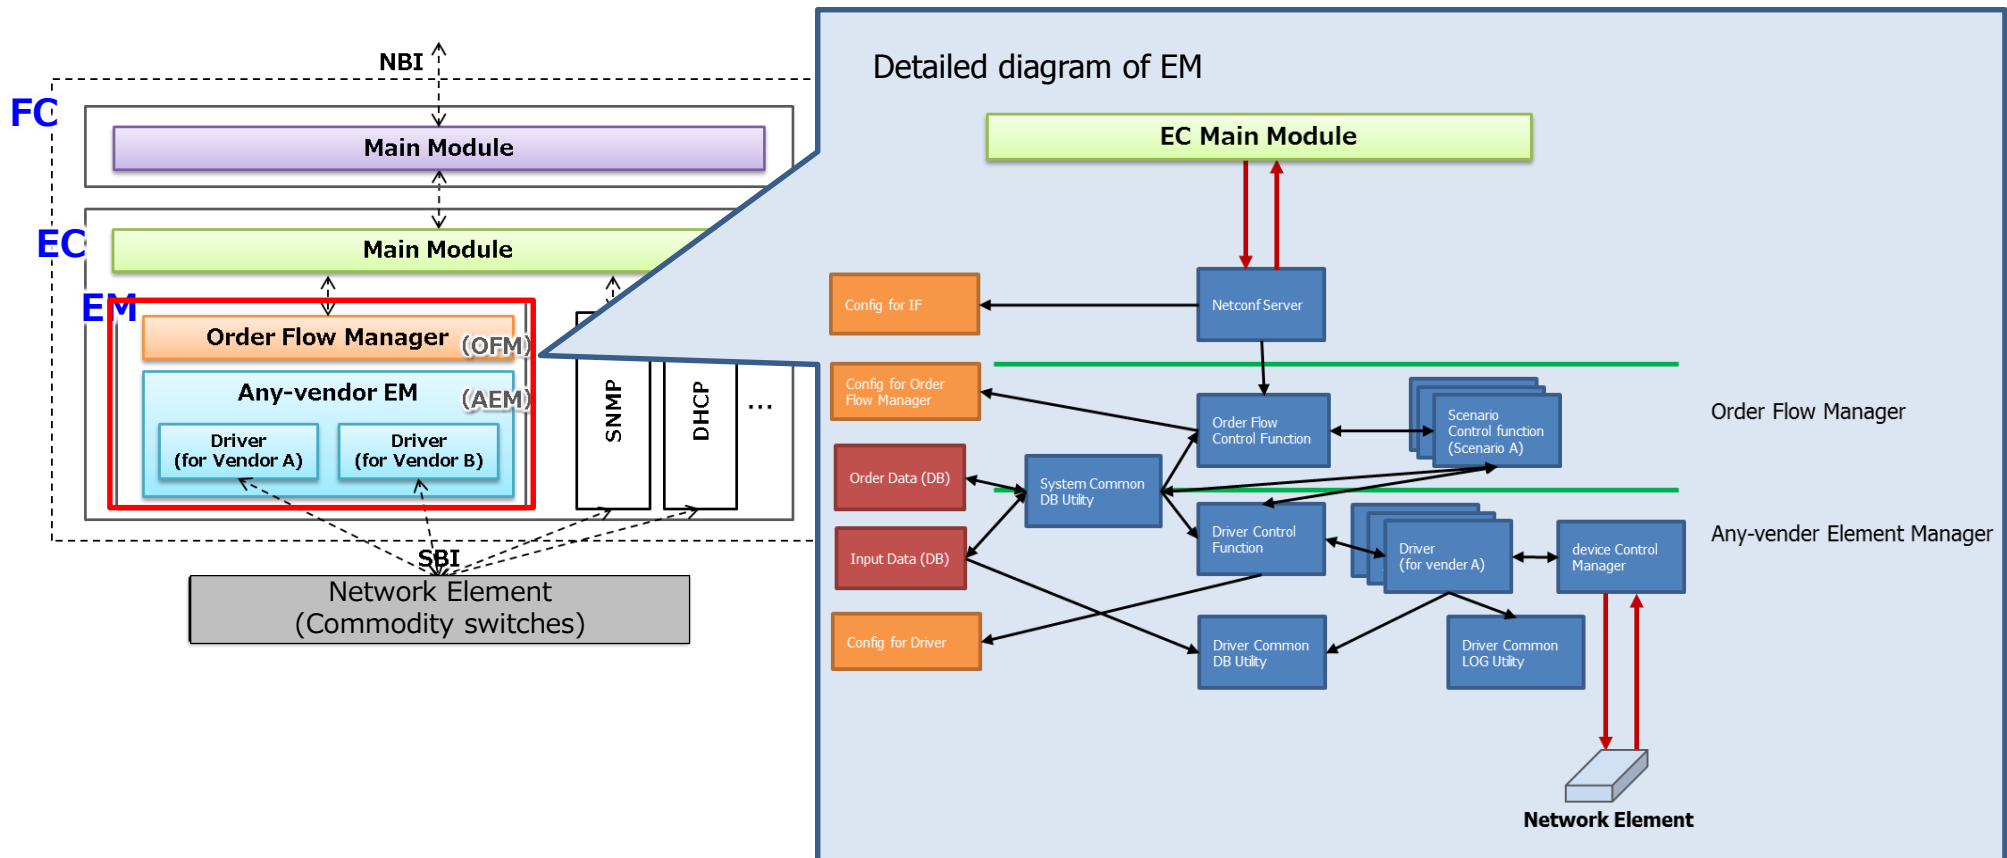 NBI
FC
Main Module
EC
Main Module
EM
Order Flow Manager
(OFM)
Any-vendor EM
(AEM)
Driver
(for Vendor A)
Driver
(for Vendor B)
SNMP
DHCP
...
SBI
Network Element
(Commodity switches)
Detailed diagram of EM
EC Main Module
Config for IF
Netconf Server
Config for Order
Flow Manager
Order Flow
Control Function
Scenario
Control function
(Scenario A)
Order Flow Manager
Order Data (DB)
System Common
DB Utility
Input Data (DB)
Driver Control
Function
Driver
(for vender A)
device Control
Manager
Any-vender Element Manager
Config for Driver
Driver Common
DB Utility
Driver Common
LOG Utility
Network Element